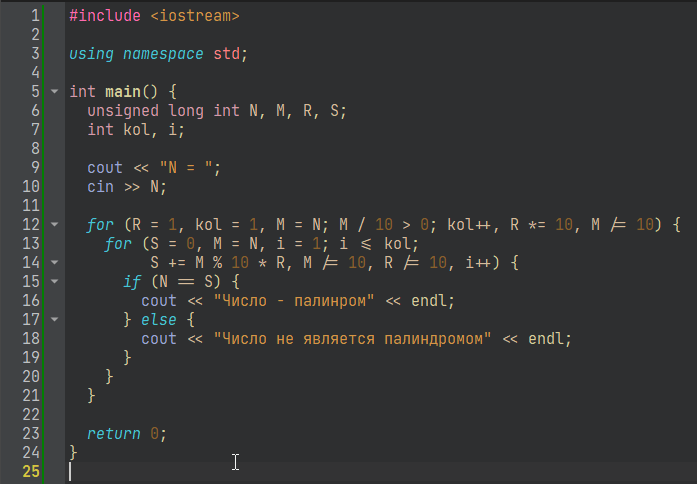 1 #include <iostream>
2
3 using namespace std;
4
5 int main() {
6   unsigned long int N, M, R, S;
7   int kol, i;
8
9   cout << "N = ";
10   cin >> N;
11
12   for (R = 1, kol = 1, M = N; M / 10 > 0; kol++, R *= 10, M /= 10) {
13     for (S = 0, M = N, i = 1; i <= kol;
14          S += M % 10 * R, M /= 10, R /= 10, i++) {
15       if (N == S) {
16         cout << "Число - палинром" << endl;
17       } else {
18         cout << "Число не является палиндромом" << endl;
19       }
20     }
21   }
22
23   return 0;
24 }
25